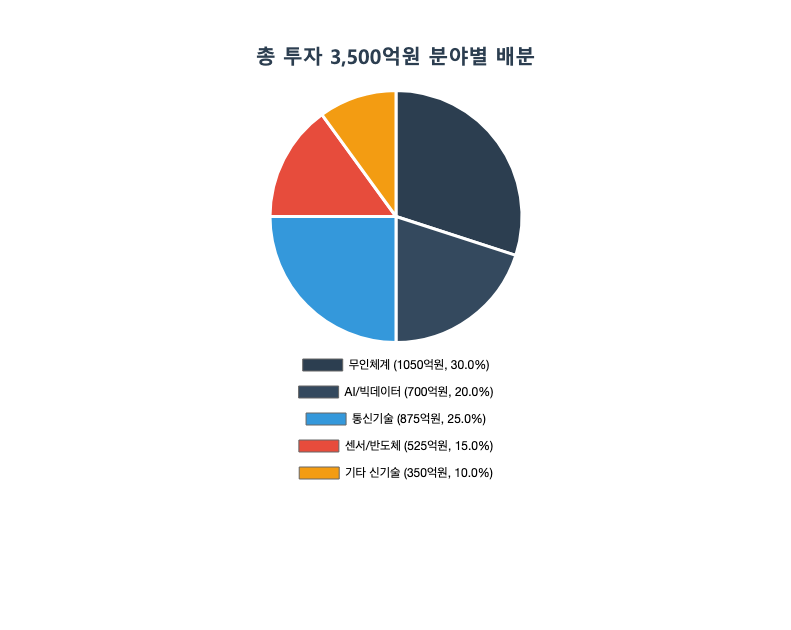 총 투자 3,500억원 분야별 배분
무인체계 (1050억원, 30.0%)
AI/빅데이터 (700억원, 20.0%)
통신기술 (875억원, 25.0%)
센서/반도체 (525억원, 15.0%)
기타 신기술 (350억원, 10.0%)